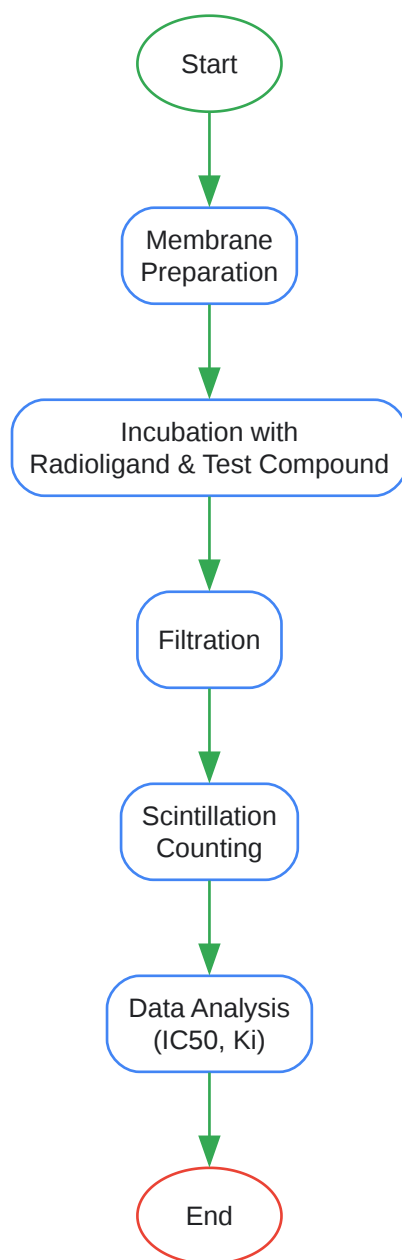 Start
Membrane
Preparation
Incubation with
Radioligand & Test Compound
Filtration
Scintillation
Counting
Data Analysis
(IC50, Ki)
End